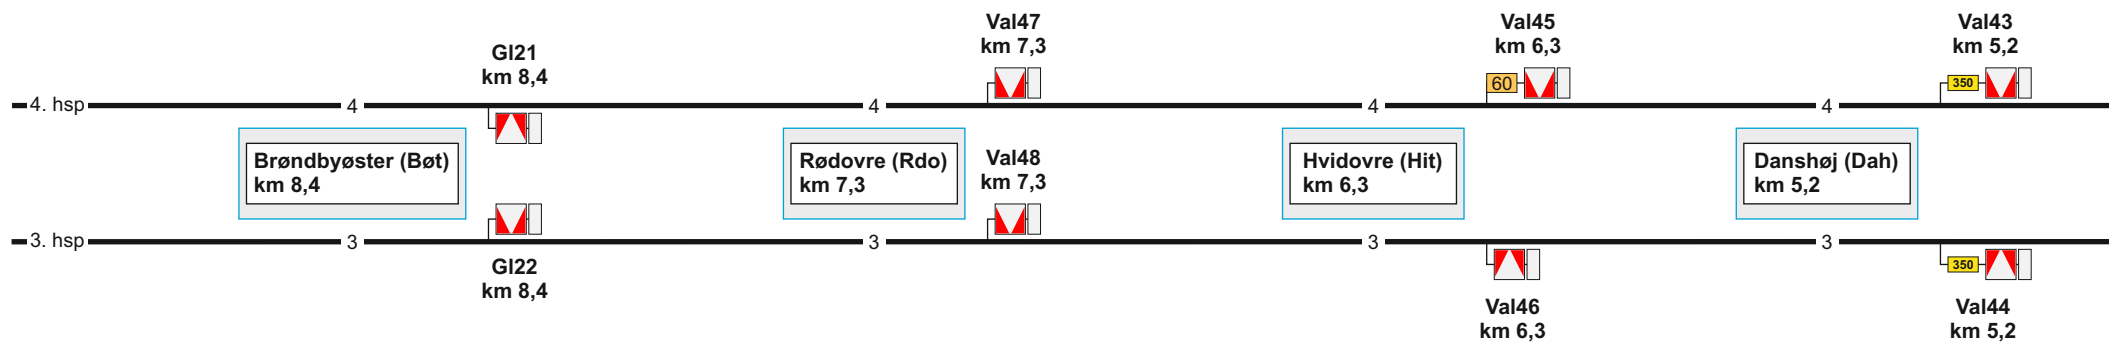 Val47
km 7,3
Val45
km 6,3
Val43
km 5,2
Gl21
km 8,4
60
350
4. hsp
4
4
4
4
Brøndbyøster (Bøt)
km 8,4
Rødovre (Rdo)
km 7,3
Val48
km 7,3
Hvidovre (Hit)
km 6,3
Danshøj (Dah)
km 5,2
3. hsp
3
3
3
3
Gl22
km 8,4
350
Val46
km 6,3
Val44
km 5,2